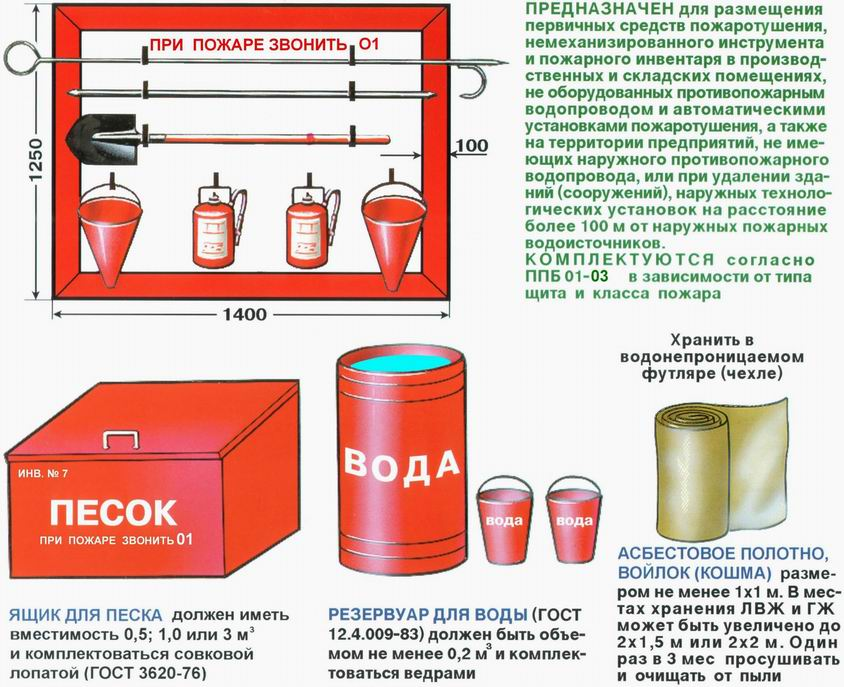 ПРИ ПОЖАРЕ ЗВОНИТЬ 01
1250
100
1400
ПРЕДНАЗНАЧЕН для размещения
первичных средств пожаротушения,
немеханизированного инструмента
и пожарного инвентаря в производ-
ственных и складских помещениях,
не оборудованных противопожарным
водопроводом и автоматическими
установками пожаротушения, а также
на территории предприятий, не име-
ющих наружного противопожарного
водопровода, или при удалении зда-
ний (сооружений), наружных техноло-
гических установок на расстояние
более 100 м от наружных пожарных
водоисточников.
КОМПЛЕКТУЮТСЯ согласно
ППБ 01-03 в зависимости от типа
щита и класса пожара
ИНВ. № 7
ПЕСОК
ПРИ ПОЖАРЕ ЗВОНИТЬ 01
ЯЩИК ДЛЯ ПЕСКА должен иметь
вместимость 0,5; 1,0 или 3 м³
и комплектоваться совковой
лопатой (ГОСТ 3620-76)
ВОДА
вода
вода
РЕЗЕРВУАР ДЛЯ ВОДЫ (ГОСТ
12.4.009-83) должен быть объе-
мом не менее 0,2 м³ и комплек-
товаться ведрами
Хранить в
водонепроницаемом
футляре (чехле)
АСБЕСТОВОЕ ПОЛОТНО,
ВОЙЛОК (КОШМА) разме-
ром не менее 1х1 м. В мес-
тах хранения ЛВЖ и ГЖ
может быть увеличено до
2х1,5 м или 2х2 м. Один
раз в 3 мес просушивать
и очищать от пыли